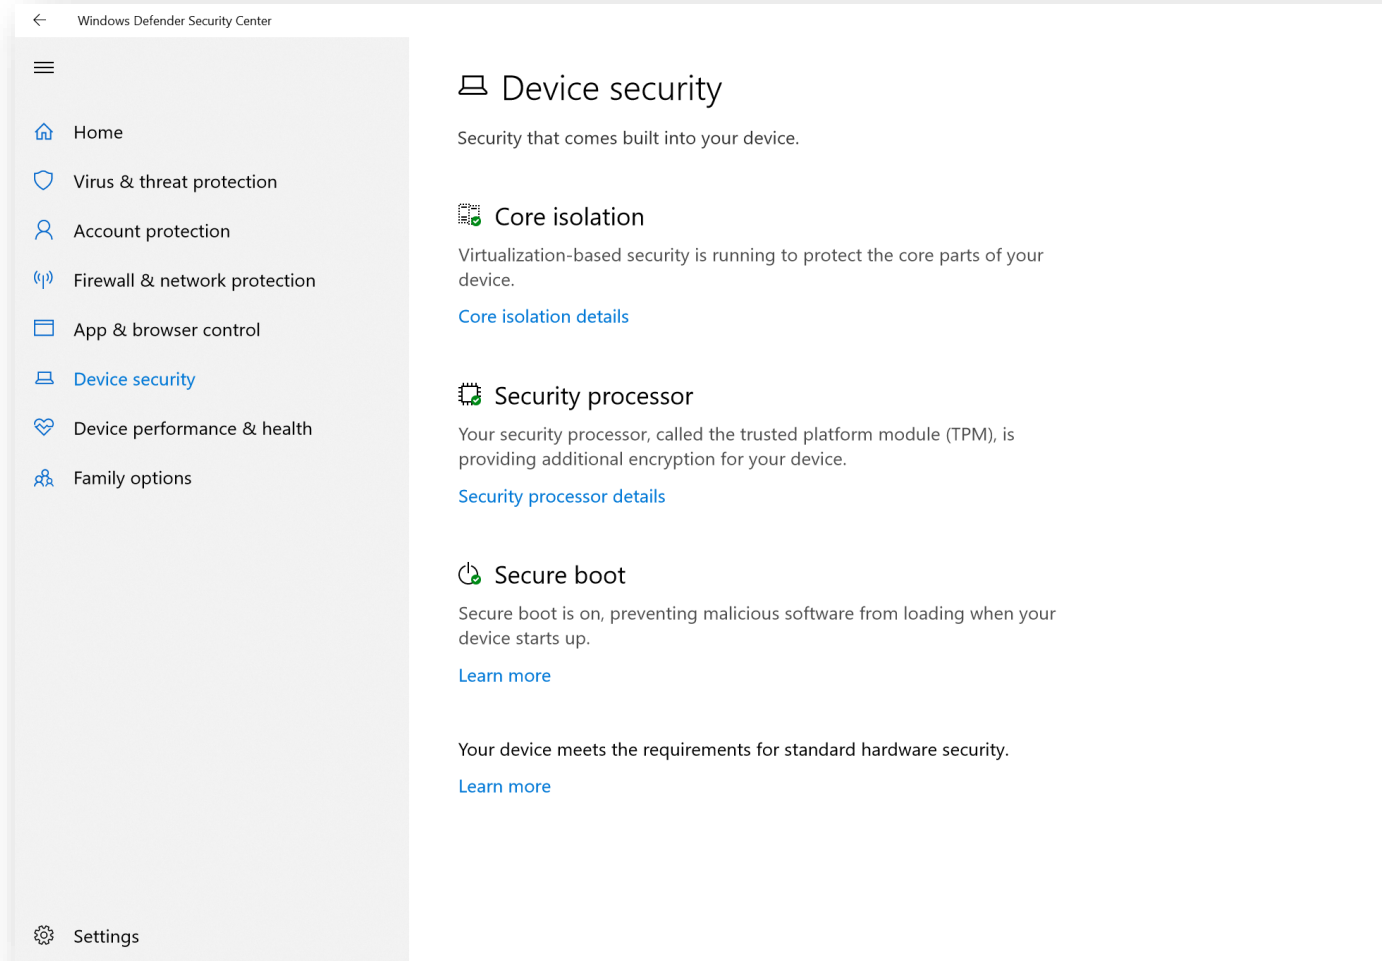 Windows Defender Security Center
Home
Virus & threat protection
Account protection
Firewall & network protection
App & browser control
Device security
Device performance & health
Family options
Settings
Device security
Security that comes built into your device.
Core isolation
Virtualization-based security is running to protect the core parts of your
device.
Core isolation details
Security processor
Your security processor, called the trusted platform module (TPM), is
providing additional encryption for your device.
Security processor details
Secure boot
Secure boot is on, preventing malicious software from loading when your
device starts up.
Learn more
Your device meets the requirements for standard hardware security.
Learn more